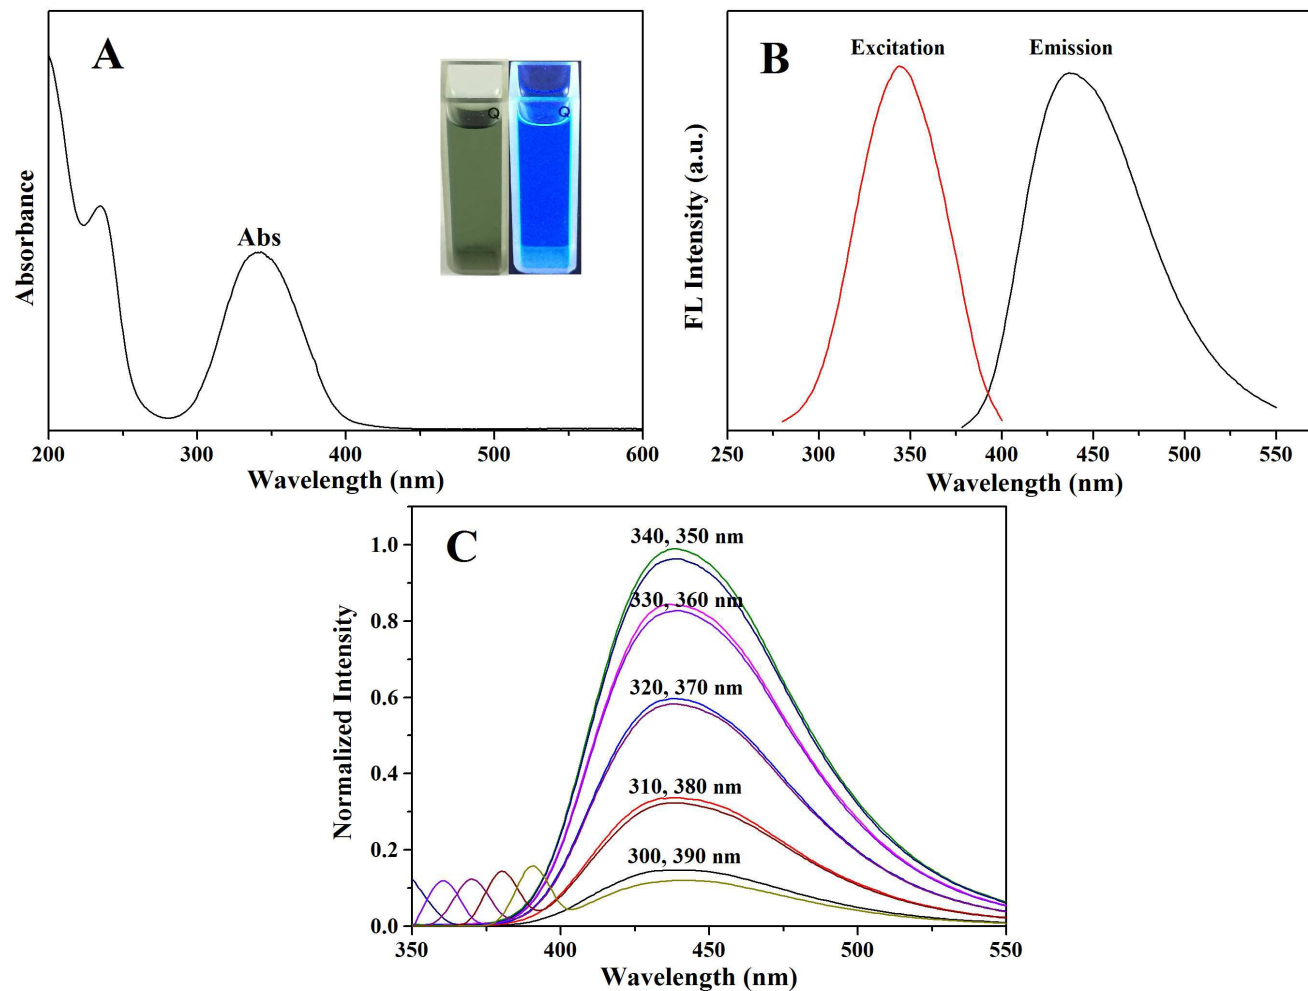 A
Abs
Q
Q
Absorbance
200
300
400
500
600
Wavelength (nm)
B
Excitation
Emission
FL Intensity (a.u.)
250
300
350
400
450
500
550
Wavelength (nm)
C
340, 350 nm
330, 360 nm
320, 370 nm
310, 380 nm
300, 390 nm
Normalized Intensity
1.0
0.8
0.6
0.4
0.2
0.0
350
400
450
500
550
Wavelength (nm)